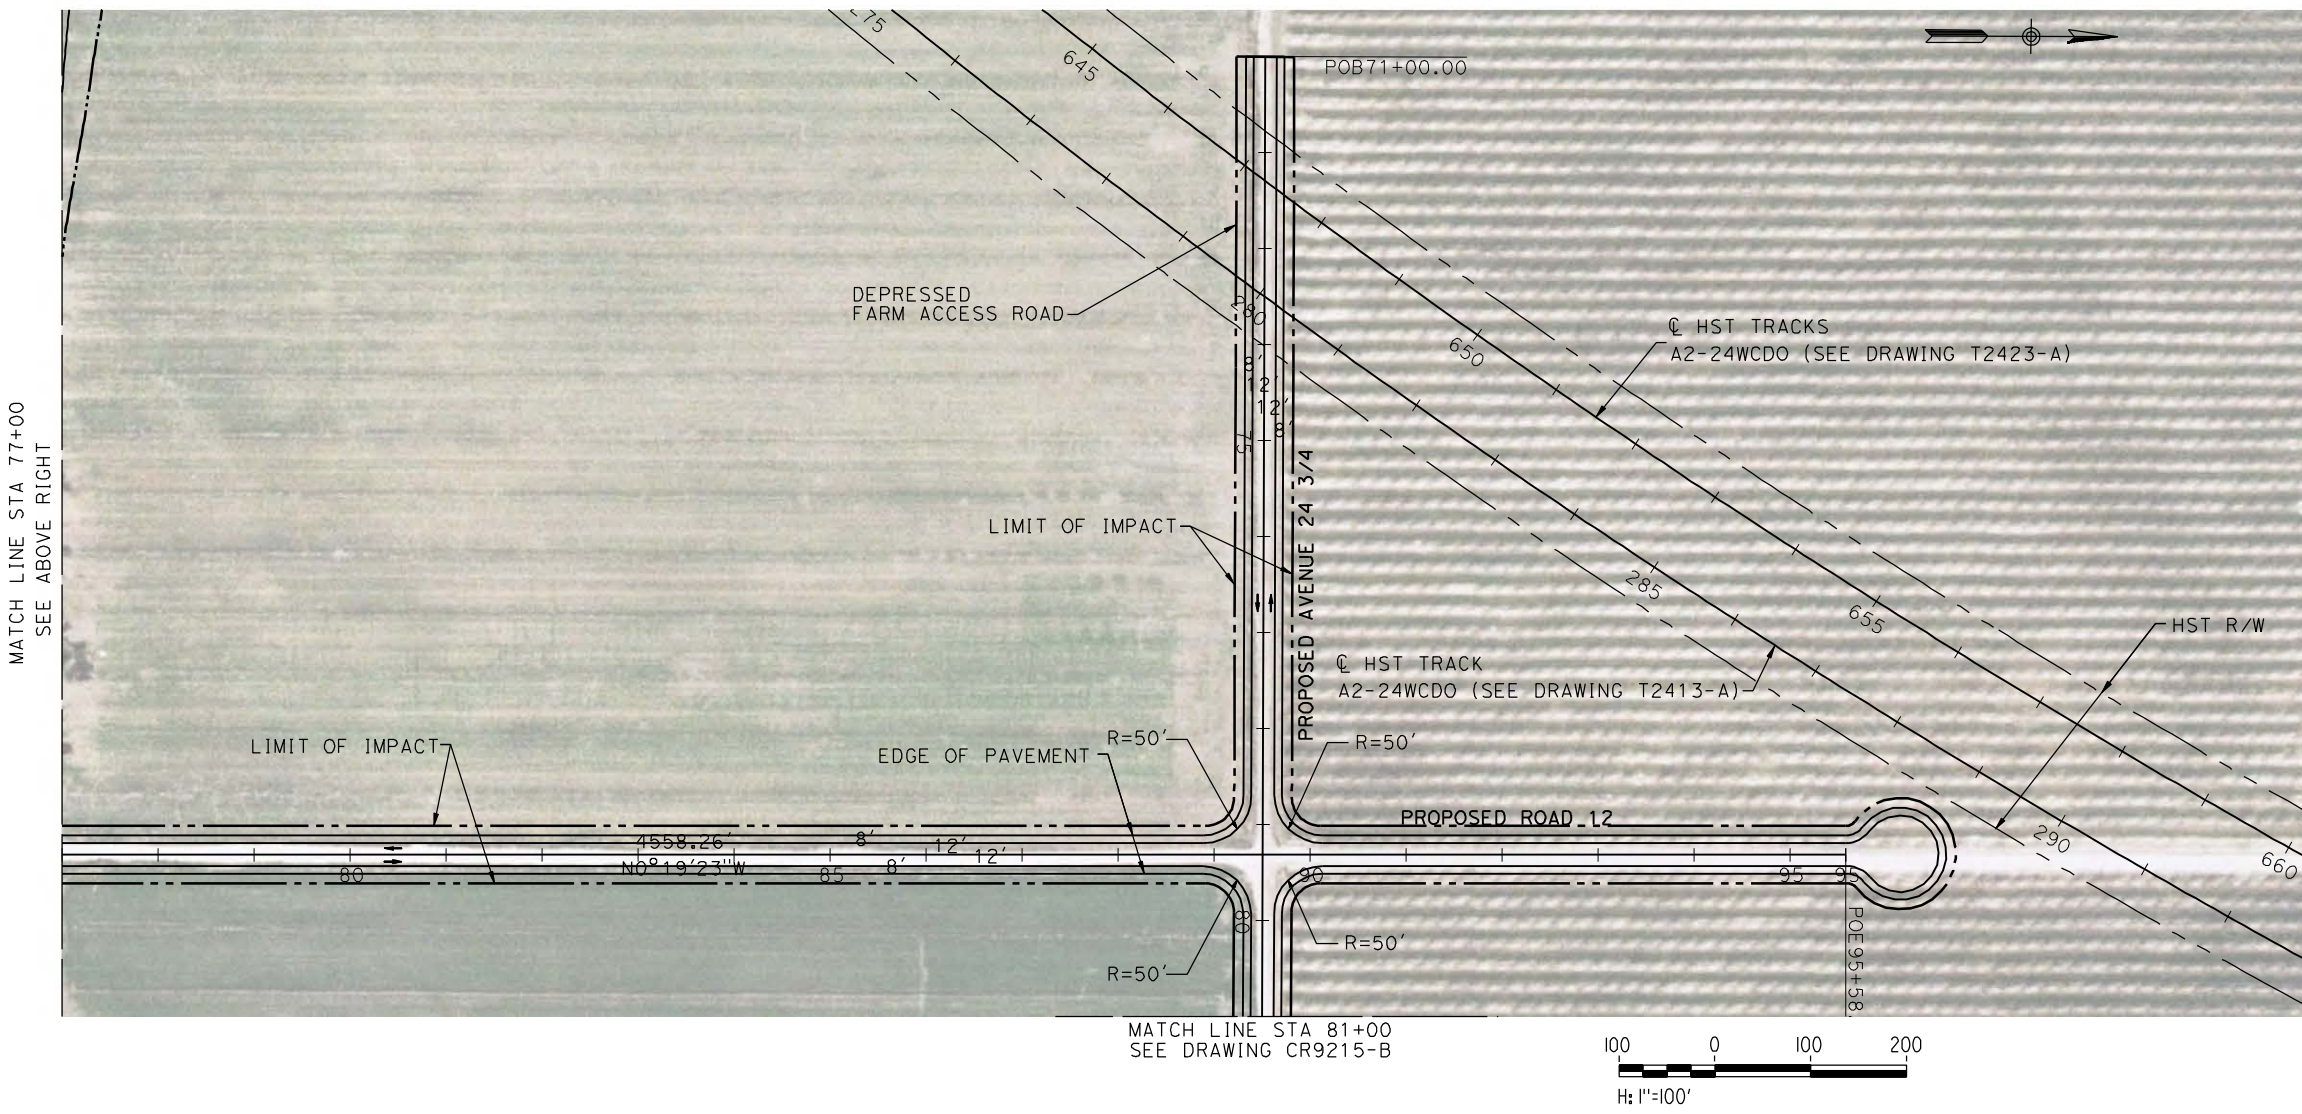 275
645
POB71+00.00
DEPRESSED
FARM ACCESS ROAD
280
8'
12'
12'
8'
75
650
℄ HST TRACKS
A2-24WCDO (SEE DRAWING T2423-A)
MATCH LINE STA 77+00
SEE ABOVE RIGHT
LIMIT OF IMPACT
PROPOSED AVENUE 24 3/4
285
655
HST R/W
℄ HST TRACK
A2-24WCDO (SEE DRAWING T2413-A)
LIMIT OF IMPACT
EDGE OF PAVEMENT
R=50'
R=50'
PROPOSED ROAD 12
4558.26'
8'
12'
12'
8'
N0°19'23"W
80
85
90
95
95
290
660
80
R=50'
R=50'
POE95+58
MATCH LINE STA 81+00
SEE DRAWING CR9215-B
100 0 100 200
H: 1"=100'